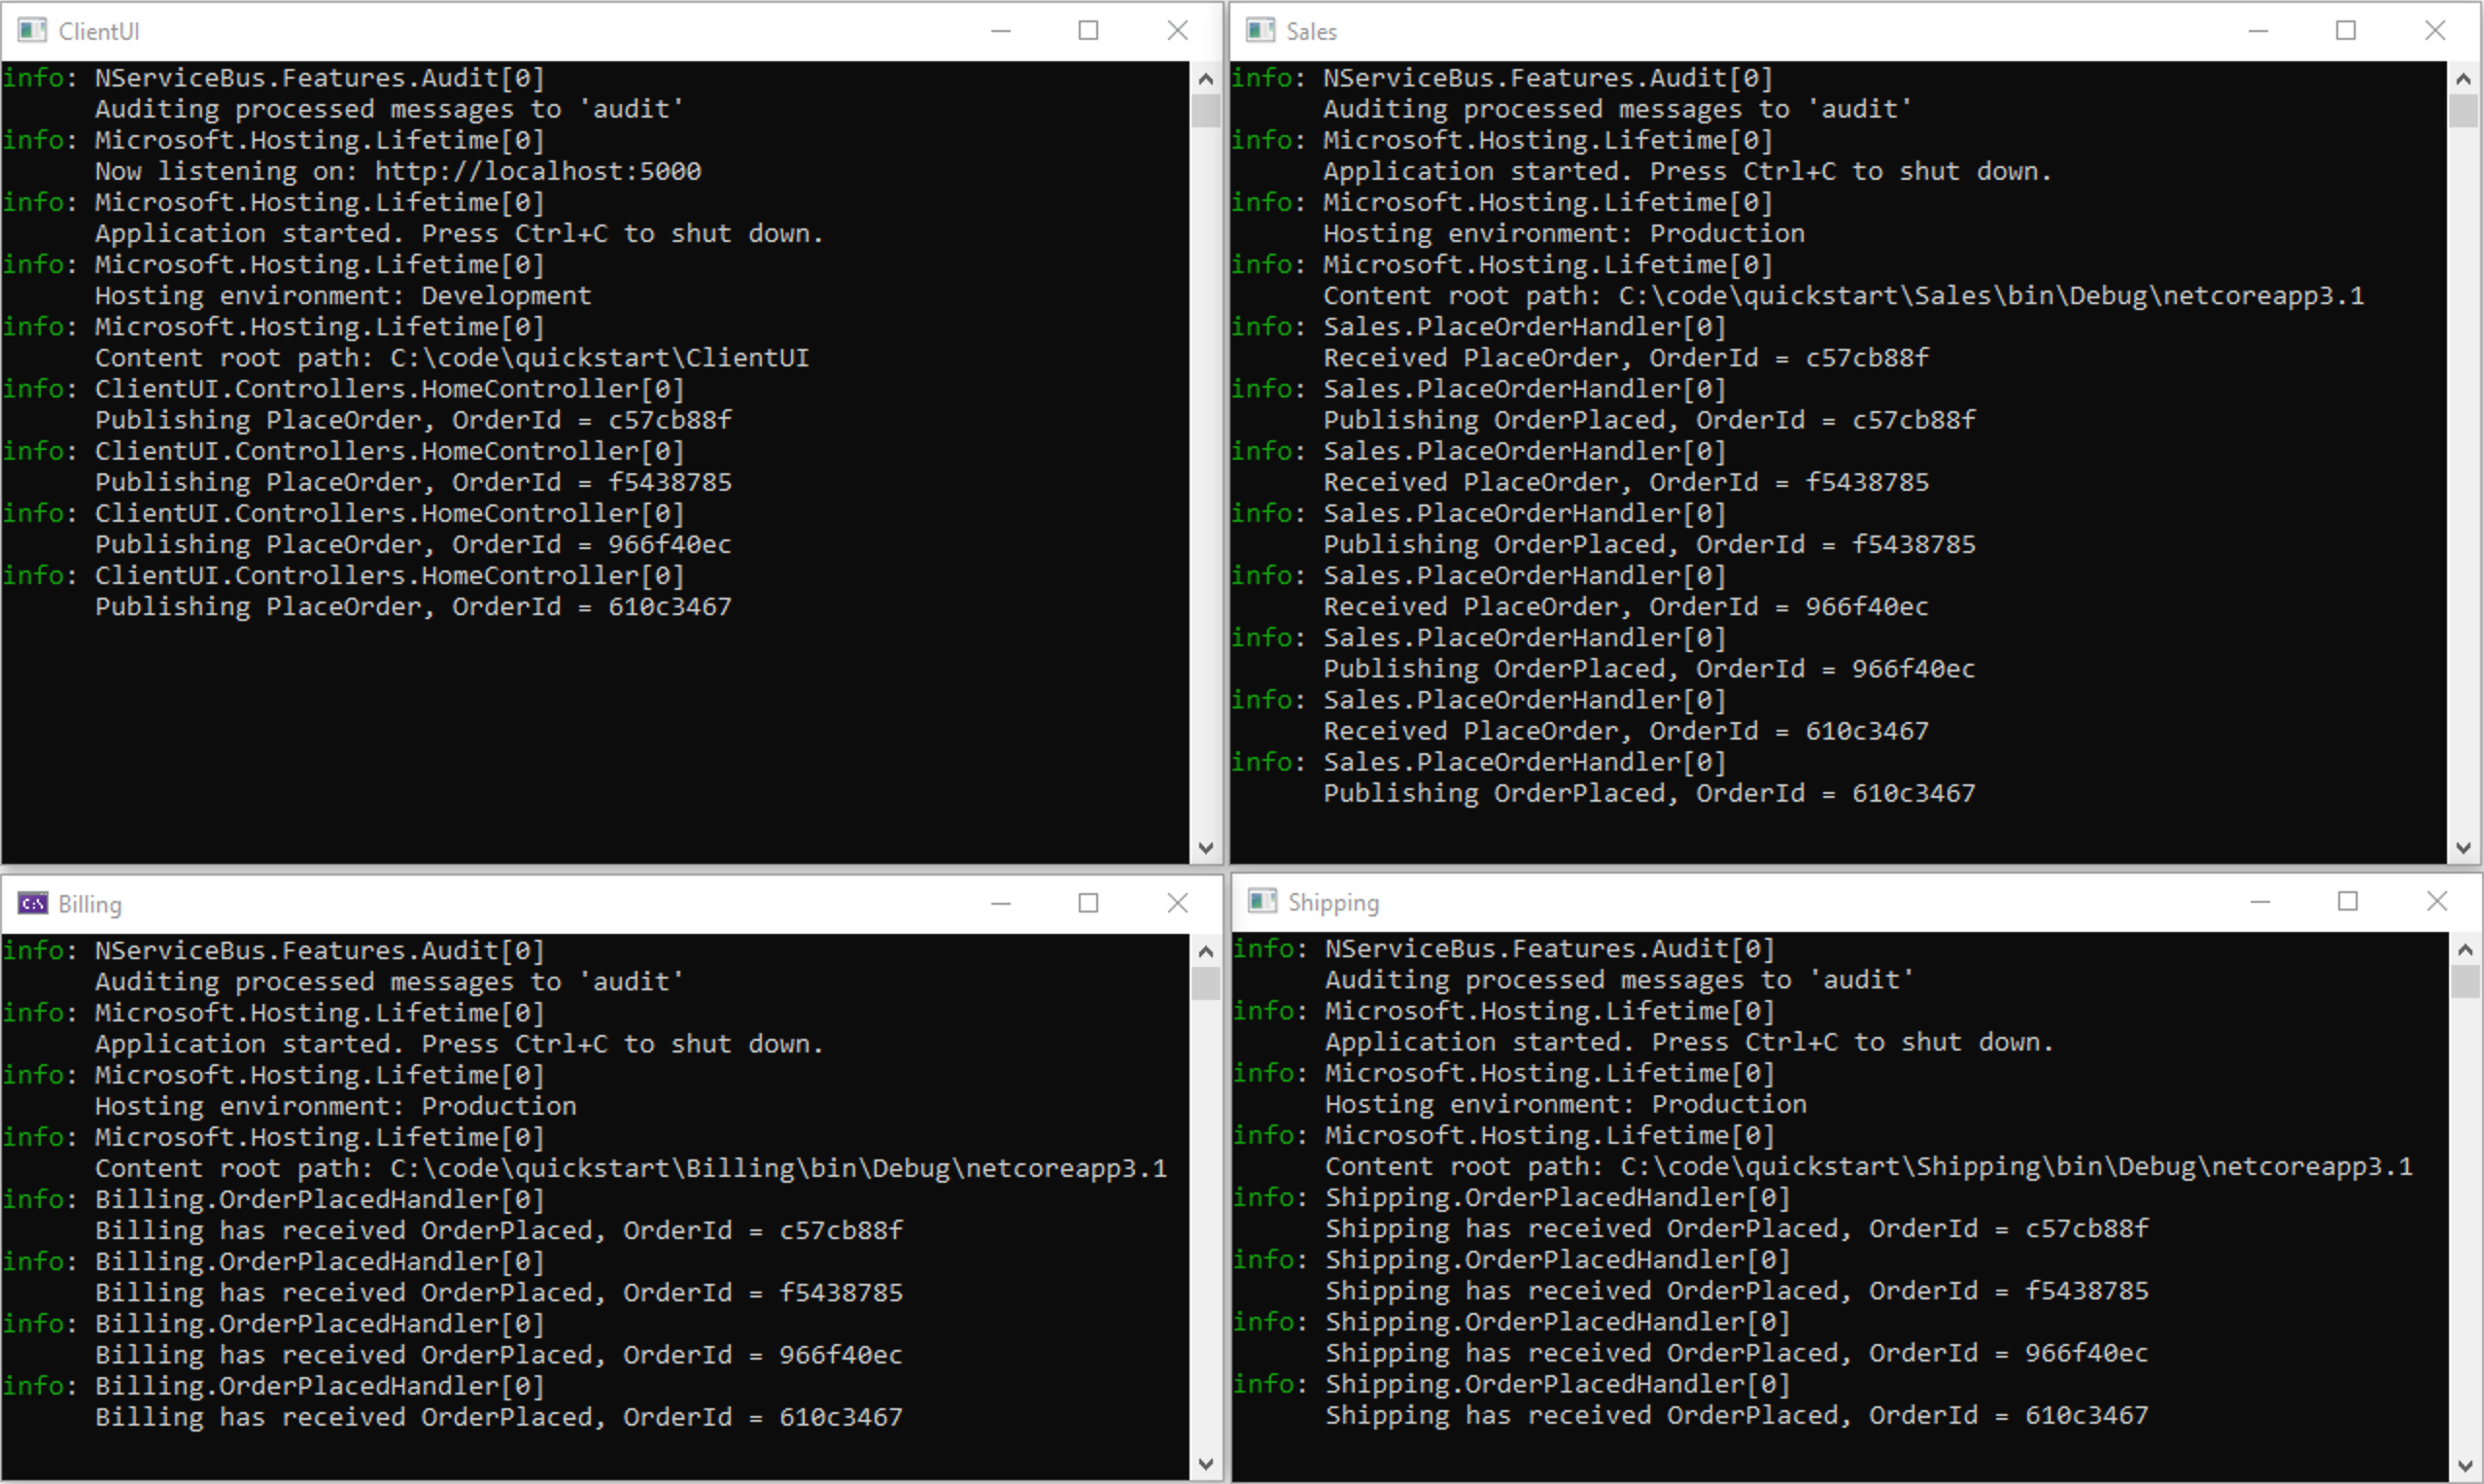 ClientUI
info: NServiceBus.Features.Audit[0]
Auditing processed messages to 'audit'
info: Microsoft.Hosting.Lifetime[0]
Now listening on: http://localhost:5000
info: Microsoft.Hosting.Lifetime[0]
Application started. Press Ctrl+C to shut down.
info: Microsoft.Hosting.Lifetime[0]
Hosting environment: Development
info: Microsoft.Hosting.Lifetime[0]
Content root path: C:\code\quickstart\ClientUI
info: ClientUI.Controllers.HomeController[0]
Publishing PlaceOrder, OrderId = c57cb88f
info: ClientUI.Controllers.HomeController[0]
Publishing PlaceOrder, OrderId = f5438785
info: ClientUI.Controllers.HomeController[0]
Publishing PlaceOrder, OrderId = 966f40ec
info: ClientUI.Controllers.HomeController[0]
Publishing PlaceOrder, OrderId = 610c3467
Sales
info: NServiceBus.Features.Audit[0]
Auditing processed messages to 'audit'
info: Microsoft.Hosting.Lifetime[0]
Application started. Press Ctrl+C to shut down.
info: Microsoft.Hosting.Lifetime[0]
Hosting environment: Production
info: Microsoft.Hosting.Lifetime[0]
Content root path: C:\code\quickstart\Sales\bin\Debug\netcoreapp3.1
info: Sales.PlaceOrderHandler[0]
Received PlaceOrder, OrderId = c57cb88f
info: Sales.PlaceOrderHandler[0]
Publishing OrderPlaced, OrderId = c57cb88f
info: Sales.PlaceOrderHandler[0]
Received PlaceOrder, OrderId = f5438785
info: Sales.PlaceOrderHandler[0]
Publishing OrderPlaced, OrderId = f5438785
info: Sales.PlaceOrderHandler[0]
Received PlaceOrder, OrderId = 966f40ec
info: Sales.PlaceOrderHandler[0]
Publishing OrderPlaced, OrderId = 966f40ec
info: Sales.PlaceOrderHandler[0]
Received PlaceOrder, OrderId = 610c3467
info: Sales.PlaceOrderHandler[0]
Publishing OrderPlaced, OrderId = 610c3467
C:\ Billing
info: NServiceBus.Features.Audit[0]
Auditing processed messages to 'audit'
info: Microsoft.Hosting.Lifetime[0]
Application started. Press Ctrl+C to shut down.
info: Microsoft.Hosting.Lifetime[0]
Hosting environment: Production
info: Microsoft.Hosting.Lifetime[0]
Content root path: C:\code\quickstart\Billing\bin\Debug\netcoreapp3.1
info: Billing.OrderPlacedHandler[0]
Billing has received OrderPlaced, OrderId = c57cb88f
info: Billing.OrderPlacedHandler[0]
Billing has received OrderPlaced, OrderId = f5438785
info: Billing.OrderPlacedHandler[0]
Billing has received OrderPlaced, OrderId = 966f40ec
info: Billing.OrderPlacedHandler[0]
Billing has received OrderPlaced, OrderId = 610c3467
Shipping
info: NServiceBus.Features.Audit[0]
Auditing processed messages to 'audit'
info: Microsoft.Hosting.Lifetime[0]
Application started. Press Ctrl+C to shut down.
info: Microsoft.Hosting.Lifetime[0]
Hosting environment: Production
info: Microsoft.Hosting.Lifetime[0]
Content root path: C:\code\quickstart\Shipping\bin\Debug\netcoreapp3.1
info: Shipping.OrderPlacedHandler[0]
Shipping has received OrderPlaced, OrderId = c57cb88f
info: Shipping.OrderPlacedHandler[0]
Shipping has received OrderPlaced, OrderId = f5438785
info: Shipping.OrderPlacedHandler[0]
Shipping has received OrderPlaced, OrderId = 966f40ec
info: Shipping.OrderPlacedHandler[0]
Shipping has received OrderPlaced, OrderId = 610c3467